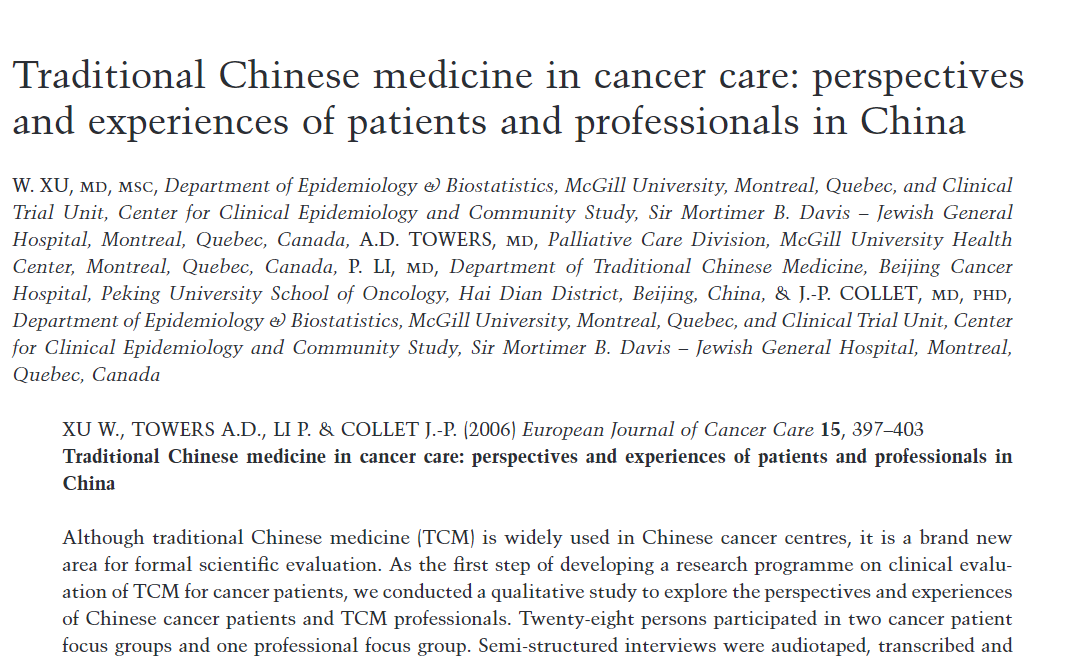 Traditional Chinese medicine in cancer care: perspectives
and experiences of patients and professionals in China
W. XU, MD, MSC, Department of Epidemiology & Biostatistics, McGill University, Montreal, Quebec, and Clinical
Trial Unit, Center for Clinical Epidemiology and Community Study, Sir Mortimer B. Davis – Jewish General
Hospital, Montreal, Quebec, Canada, A.D. TOWERS, MD, Palliative Care Division, McGill University Health
Center, Montreal, Quebec, Canada, P. LI, MD, Department of Traditional Chinese Medicine, Beijing Cancer
Hospital, Peking University School of Oncology, Hai Dian District, Beijing, China, & J.-P. COLLET, MD, PHD,
Department of Epidemiology & Biostatistics, McGill University, Montreal, Quebec, and Clinical Trial Unit, Center
for Clinical Epidemiology and Community Study, Sir Mortimer B. Davis – Jewish General Hospital, Montreal,
Quebec, Canada
XU W., TOWERS A.D., LI P. & COLLET J.-P. (2006) European Journal of Cancer Care 15, 397–403
Traditional Chinese medicine in cancer care: perspectives and experiences of patients and professionals in
China
Although traditional Chinese medicine (TCM) is widely used in Chinese cancer centres, it is a brand new
area for formal scientific evaluation. As the first step of developing a research programme on clinical evalu-
ation of TCM for cancer patients, we conducted a qualitative study to explore the perspectives and experiences
of Chinese cancer patients and TCM professionals. Twenty-eight persons participated in two cancer patient
focus groups and one professional focus group. Semi-structured interviews were audiotaped, transcribed and